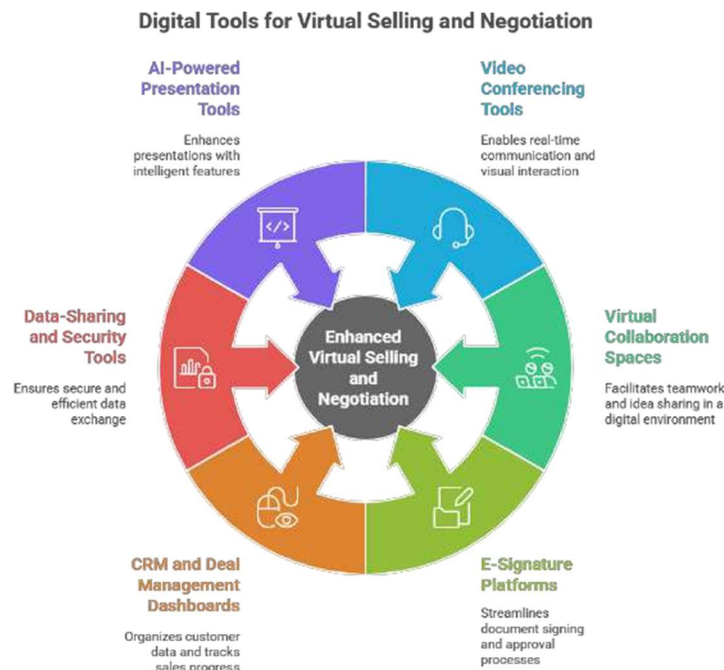 Digital Tools for Virtual Selling and Negotiation
AI-Powered
Presentation
Tools
Enhances
presentations with
intelligent features
Video
Conferencing
Tools
Enables real-time
communication and
visual interaction
</>
Data-Sharing
and Security
Tools
Ensures secure and
efficient data
exchange
Enhanced
Virtual Selling
and
Negotiation
Virtual
Collaboration
Spaces
Facilitates teamwork
and idea sharing in a
digital environment
CRM and Deal
Management
Dashboards
Organizes customer
data and tracks
sales progress
E-Signature
Platforms
Streamlines
document signing
and approval
processes